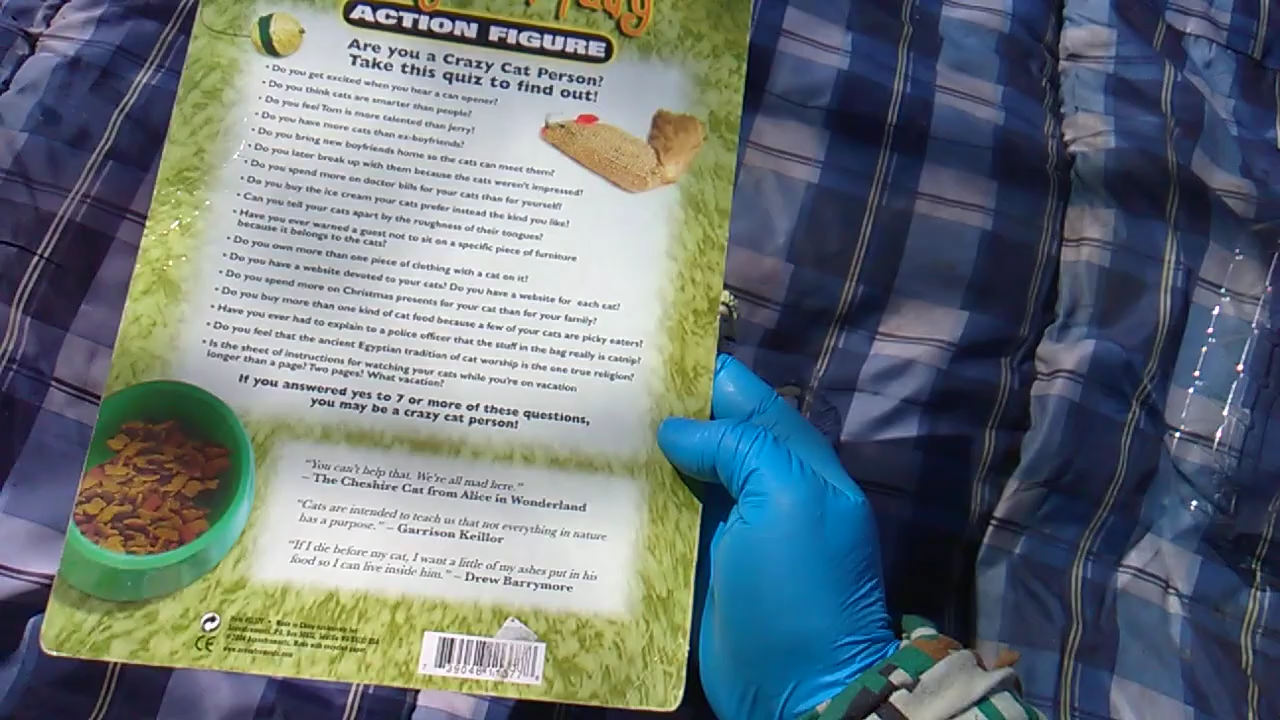 ACTION FIGURE
Are you a Crazy Cat Person?
Take this quiz to find out!
• Do you get excited when you hear a can opener?
• Do you think cats are smarter than people?
• Do you feel Tom is more talented than Jerry?
• Do you have more cats than ex-boyfriends?
• Do you bring new boyfriends home so the cats can meet them?
• Do you later break up with them because the cats weren't impressed?
• Do you spend more on doctor bills for your cats than for yourself?
• Do you buy the ice cream your cats prefer instead the kind you like?
• Can you tell your cats apart by the roughness of their tongues?
• Have you ever warned a guest not to sit on a specific piece of furniture
because it belongs to the cats?
• Do you own more than one piece of clothing with a cat on it?
• Do you have a website devoted to your cats? Do you have a website for each cat?
• Do you spend more on Christmas presents for your cat than for your family?
• Do you buy more than one kind of cat food because a few of your cats are picky eaters?
• Have you ever had to explain to a police officer that the stuff in the bag really is catnip?
• Do you feel that the ancient Egyptian tradition of cat worship is the one true religion?
• Is the sheet of instructions for watching your cats while you're on vacation
longer than a page? Two pages? What vacation?
If you answered yes to 7 or more of these questions,
you may be a crazy cat person!
"You can't help that. We're all mad here."
– The Cheshire Cat from Alice in Wonderland
"Cats are intended to teach us that not everything in nature
has a purpose." – Garrison Keillor
"If I die before my cat, I want a little of my ashes put in his
food so I can live inside him." – Drew Barrymore
CE